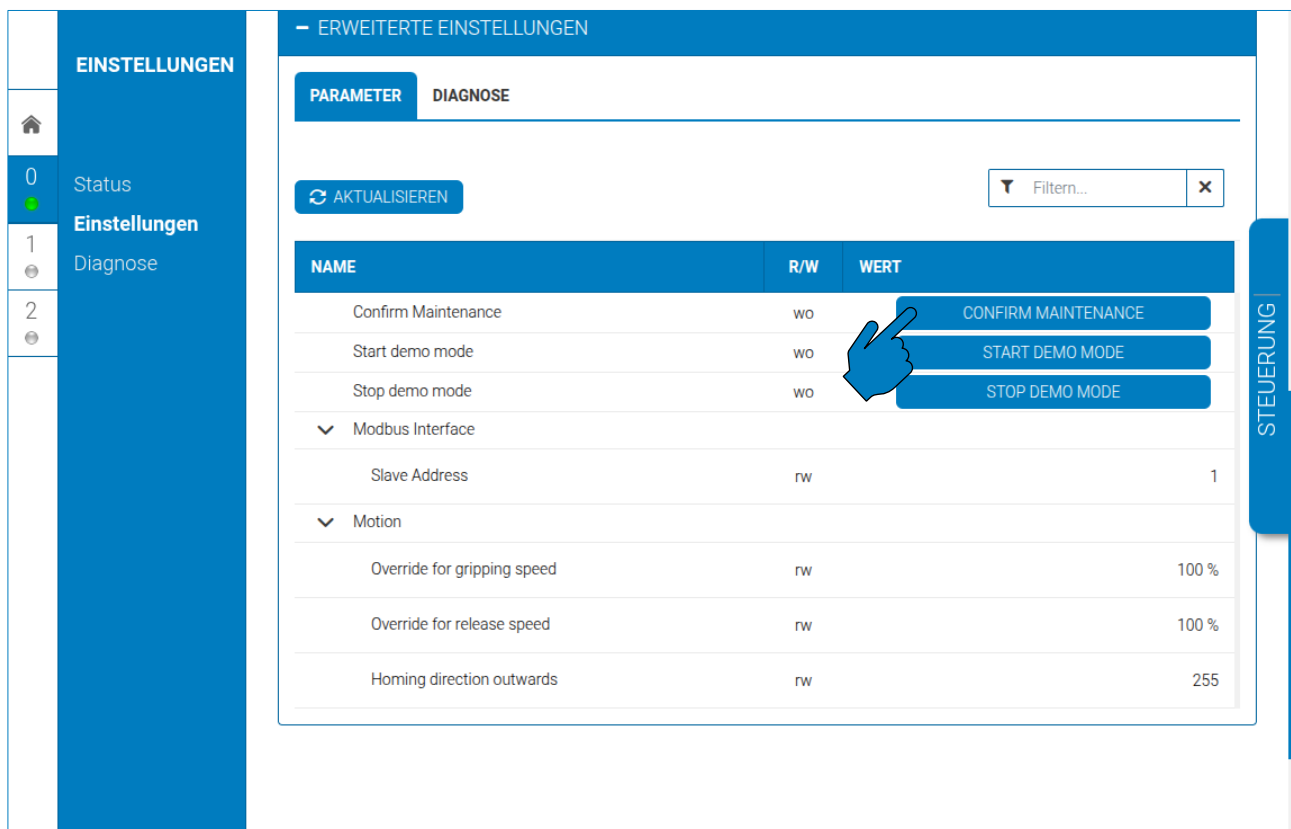 EINSTELLUNGEN
0
1
2
Status
Einstellungen
Diagnose
– ERWEITERTE EINSTELLUNGEN
PARAMETER DIAGNOSE
AKTUALISIEREN Filtern...
NAME R/W WERT
Confirm Maintenance wo CONFIRM MAINTENANCE
Start demo mode wo START DEMO MODE
Stop demo mode wo STOP DEMO MODE
Modbus Interface
Slave Address rw 1
Motion
Override for gripping speed rw 100 %
Override for release speed rw 100 %
Homing direction outwards rw 255
STEUERUNG